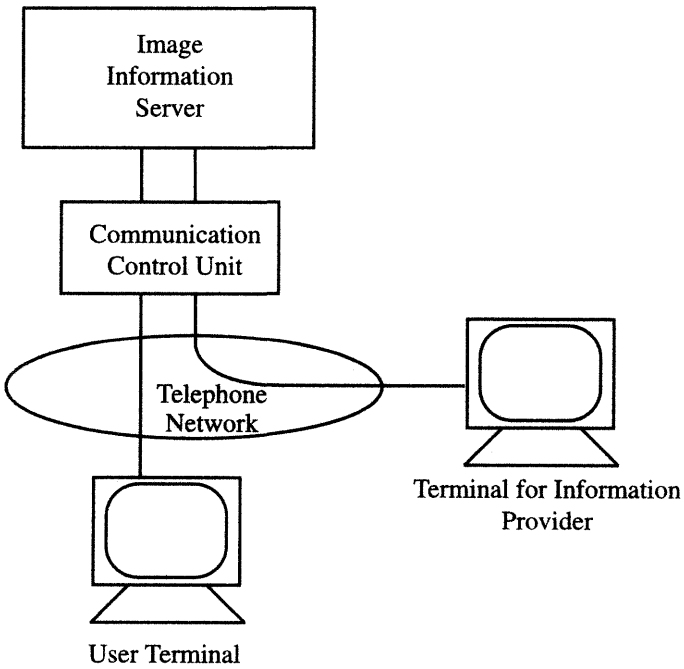 Image
Information
Server
Communication
Control Unit
Telephone
Network
Terminal for Information
Provider
User Terminal